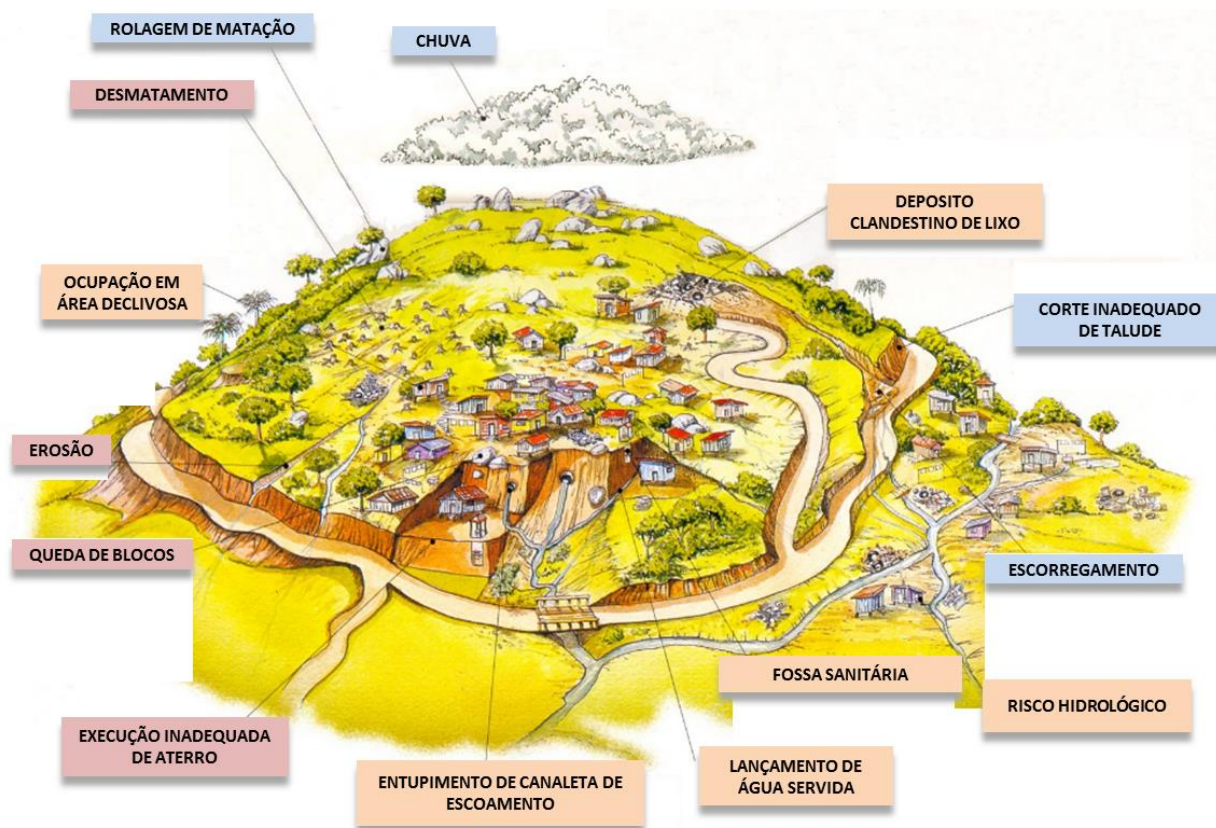 ROLAGEM DE MATAÇÃO
CHUVA
DESMATAMENTO
DEPOSITO
CLANDESTINO DE LIXO
OCUPAÇÃO EM
ÁREA DECLIVOSA
CORTE INADEQUADO
DE TALUDE
EROSÃO
QUEDA DE BLOCOS
ESCORREGAMENTO
FOSSA SANITÁRIA
RISCO HIDROLÓGICO
EXECUÇÃO INADEQUADA
DE ATERRO
ENTUPIMENTO DE CANALETA DE
ESCOAMENTO
LANÇAMENTO DE
ÁGUA SERVIDA